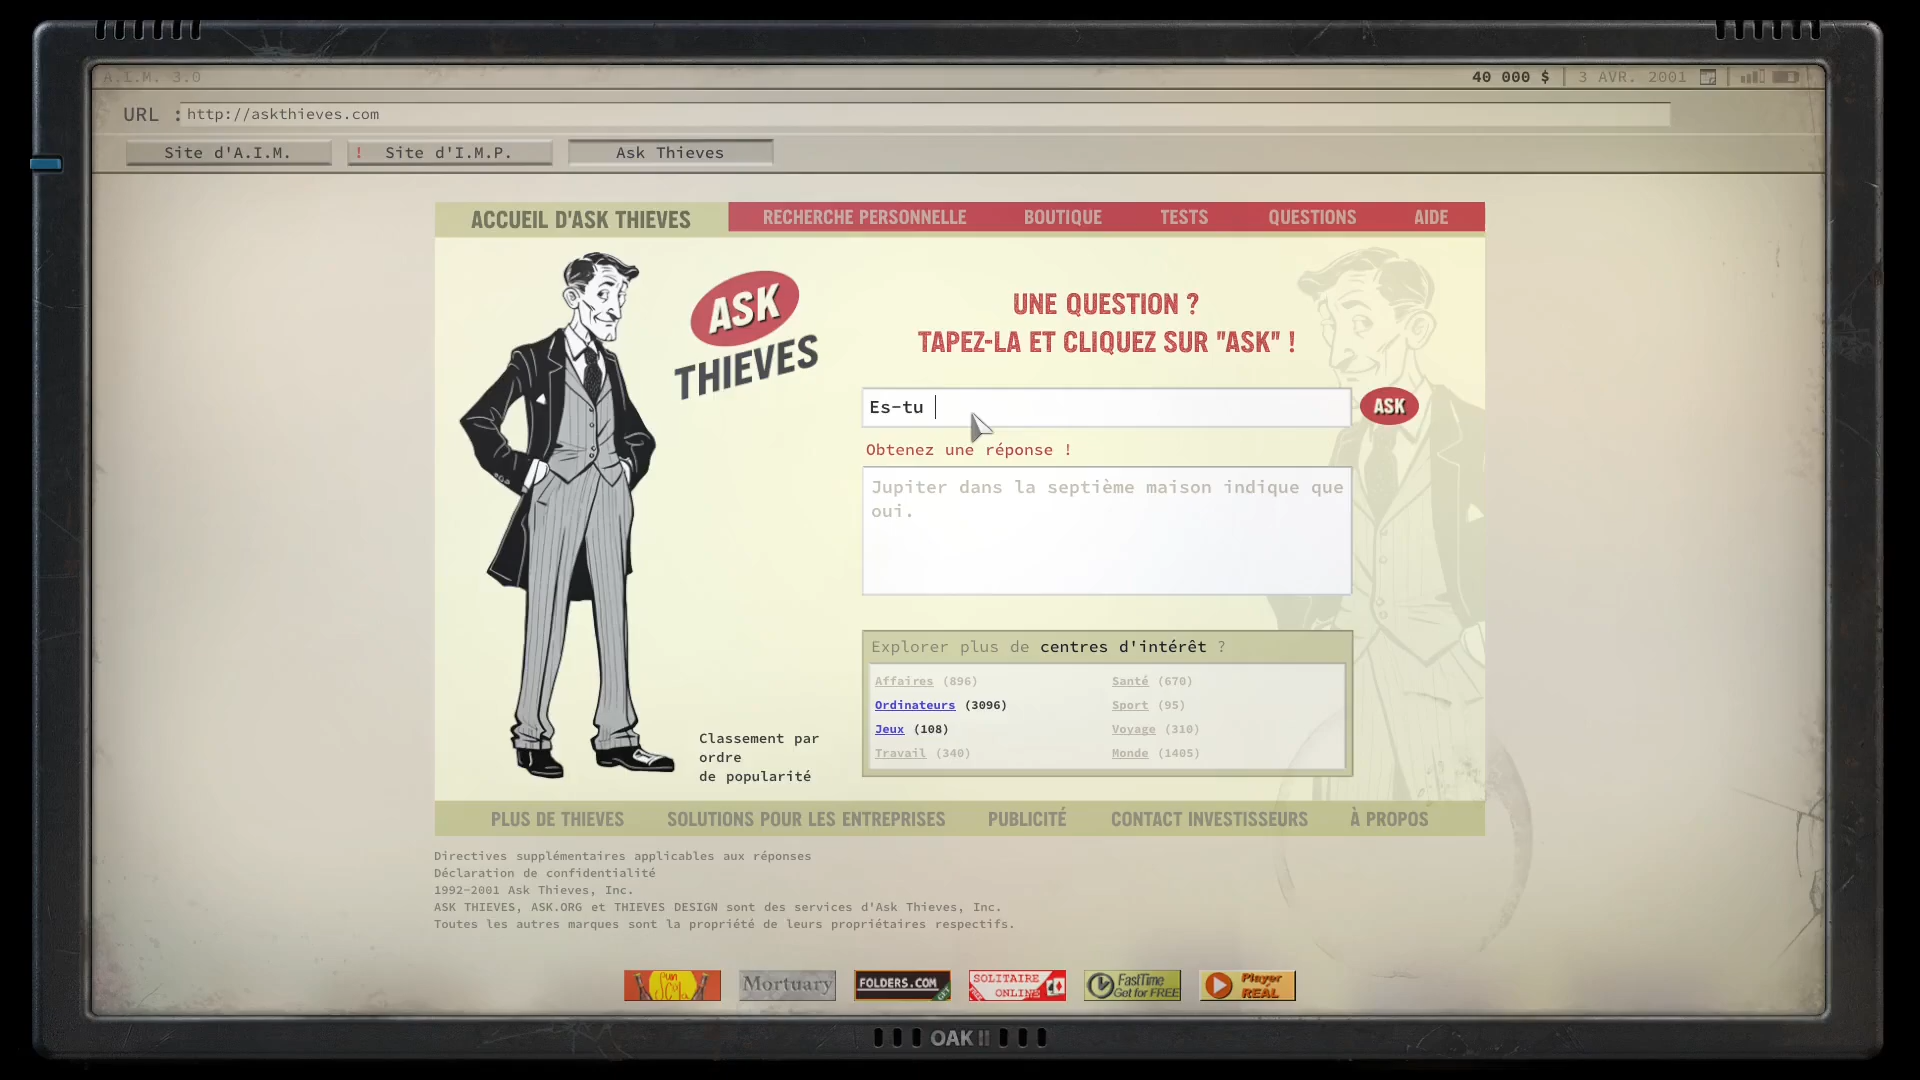 A.I.M. 3.0
40 000 $
3 AVR. 2001
URL : http://askthieves.com
Site d'A.I.M.
! Site d'I.M.P.
Ask Thieves
ACCUEIL D'ASK THIEVES
RECHERCHE PERSONNELLE
BOUTIQUE
TESTS
QUESTIONS
AIDE
ASK
THIEVES
UNE QUESTION ?
TAPEZ-LA ET CLIQUEZ SUR "ASK" !
Es-tu
ASK
Obtenez une réponse !
Jupiter dans la septième maison indique que
oui.
Explorer plus de centres d'intérêt ?
Affaires (896)
Santé (670)
Ordinateurs (3096)
Sport (95)
Jeux (108)
Voyage (310)
Travail (340)
Monde (1405)
Classement par
ordre
de popularité
PLUS DE THIEVES
SOLUTIONS POUR LES ENTREPRISES
PUBLICITÉ
CONTACT INVESTISSEURS
À PROPOS
Directives supplémentaires applicables aux réponses
Déclaration de confidentialité
1992-2001 Ask Thieves, Inc.
ASK THIEVES, ASK.ORG et THIEVES DESIGN sont des services d'Ask Thieves, Inc.
Toutes les autres marques sont la propriété de leurs propriétaires respectifs.
Mortuary
FOLDERS.COM
SOLITAIRE
ONLINE
FastTime
Get for FREE
Player
REAL
OAK II